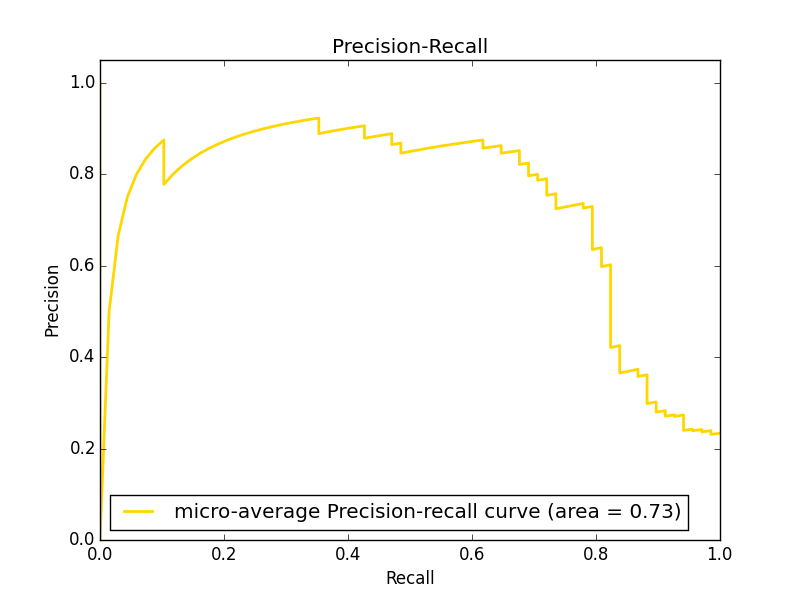 Precision-Recall
1.0
0.8
0.6
0.4
0.2
0.0
Precision
micro-average Precision-recall curve (area = 0.73)
0.0 0.2 0.4 0.6 0.8 1.0
Recall